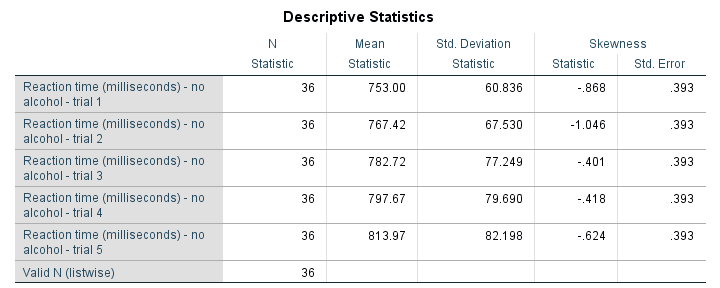 Descriptive Statistics
N Mean Std. Deviation Skewness
Statistic Statistic Statistic Statistic Std. Error
Reaction time (milliseconds) - no 36 753.00 60.836 -.868 .393
alcohol - trial 1
Reaction time (milliseconds) - no 36 767.42 67.530 -1.046 .393
alcohol - trial 2
Reaction time (milliseconds) - no 36 782.72 77.249 -.401 .393
alcohol - trial 3
Reaction time (milliseconds) - no 36 797.67 79.690 -.418 .393
alcohol - trial 4
Reaction time (milliseconds) - no 36 813.97 82.198 -.624 .393
alcohol - trial 5
Valid N (listwise) 36